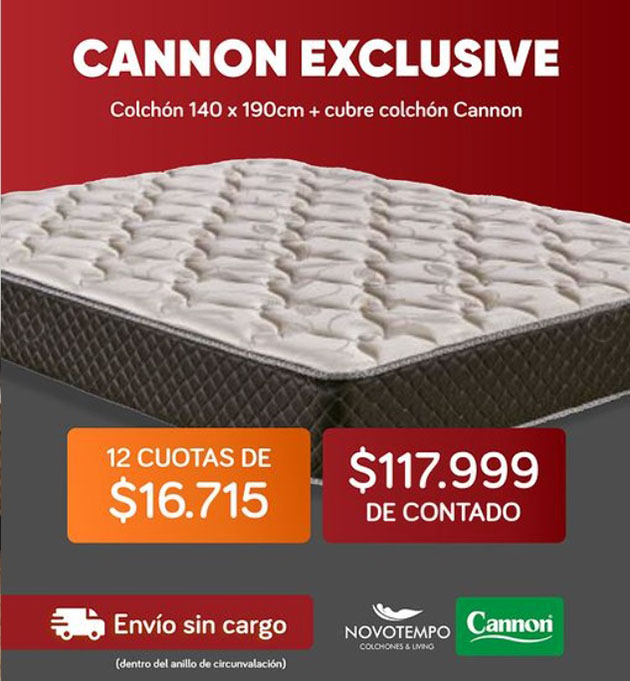 CANNON EXCLUSIVE
Colchón 140 x 190cm + cubre colchón Cannon
12 CUOTAS DE
$16.715
$117.999
DE CONTADO
Envío sin cargo
(dentro del anillo de circunvalación)
NOVOTEMPO
COLCHONES & LIVING
Cannon